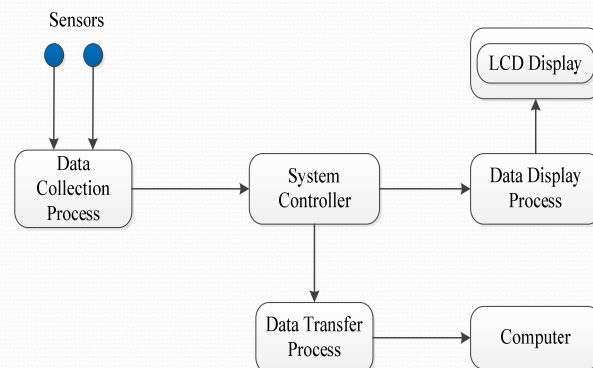 Sensors
LCD Display
Data
Collection
Process
System
Controller
Data Display
Process
Data Transfer
Process
Computer